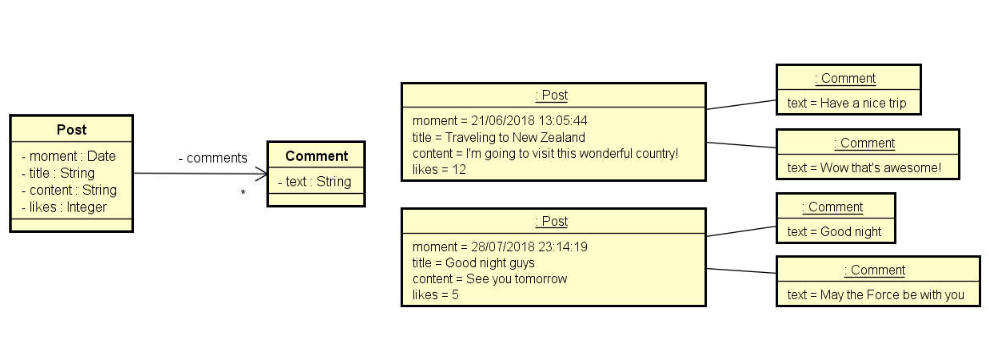 Post
- moment : Date
- title : String
- content : String
- likes : Integer
- comments
*
Comment
- text : String
: Post
moment = 21/06/2018 13:05:44
title = Traveling to New Zealand
content = I'm going to visit this wonderful country!
likes = 12
: Comment
text = Have a nice trip
: Comment
text = Wow that's awesome!
: Post
moment = 28/07/2018 23:14:19
title = Good night guys
content = See you tomorrow
likes = 5
: Comment
text = Good night
: Comment
text = May the Force be with you